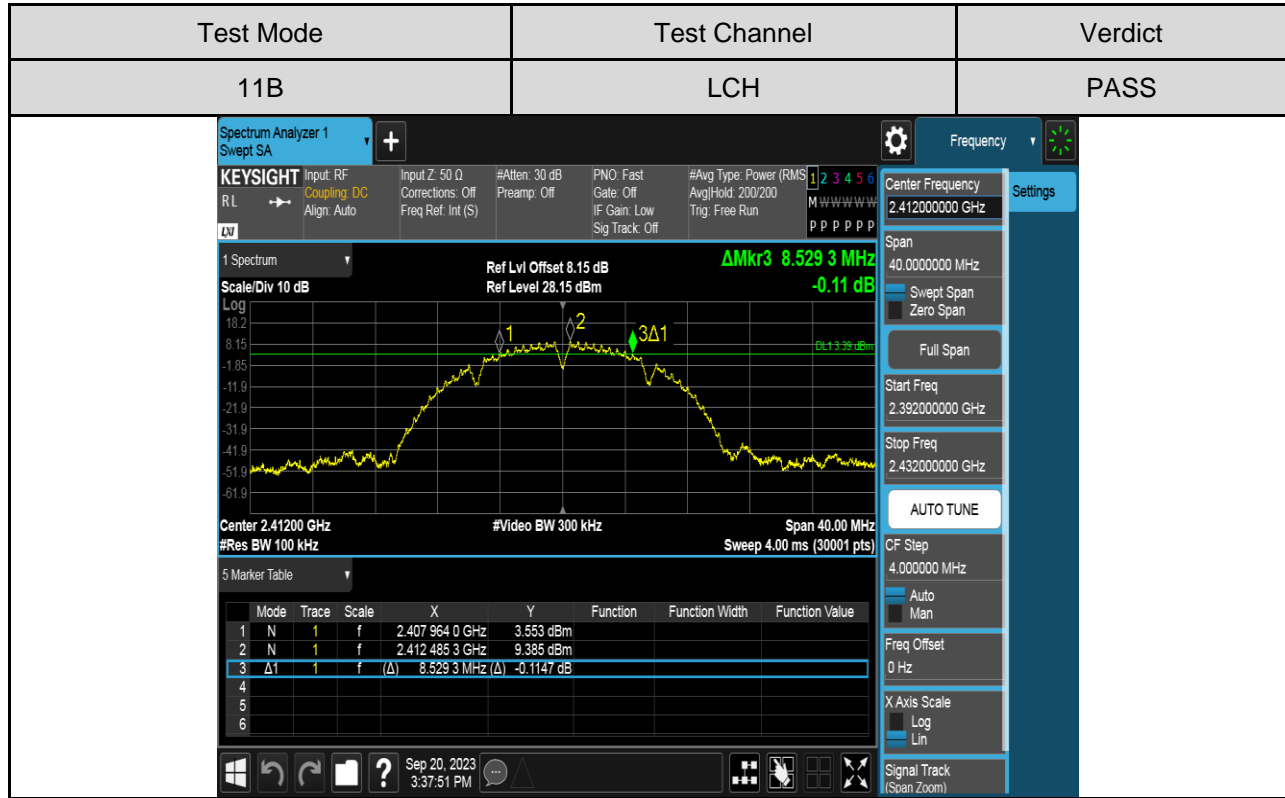 Test Mode Test Channel Verdict
11B LCH PASS
Spectrum Analyzer 1
Swept SA
Frequency
KEYSIGHT Input: RF Input Z: 50 Ω #Atten: 30 dB PNO: Fast #Avg Type: Power (RMS 1 2 3 4 5 6
RL Coupling: DC Corrections: Off Preamp: Off Gate: Off Avg|Hold: 200/200 M W W W W W
Align: Auto Freq Ref: Int (S) IF Gain: Low Trig: Free Run
LXI Sig Track: Off P P P P P P
Center Frequency
2.412000000 GHz
Settings
1 Spectrum
Ref Lvl Offset 8.15 dB ΔMkr3 8.529 3 MHz
Scale/Div 10 dB Ref Level 28.15 dBm -0.11 dB
Log
18.2
8.15
-1.85
-11.9
-21.9
-31.9
-41.9
-51.9
-61.9
1 2 3Δ1
DL1 3.39 dBm
Center 2.41200 GHz #Video BW 300 kHz Span 40.00 MHz
#Res BW 100 kHz Sweep 4.00 ms (30001 pts)
Span
40.0000000 MHz
Swept Span
Zero Span
Full Span
Start Freq
2.392000000 GHz
Stop Freq
2.432000000 GHz
AUTO TUNE
CF Step
4.000000 MHz
Auto
Man
Freq Offset
0 Hz
X Axis Scale
Log
Lin
Signal Track
(Span Zoom)
5 Marker Table
Mode Trace Scale X Y Function Function Width Function Value
1 N 1 f 2.407 964 0 GHz 3.553 dBm
2 N 1 f 2.412 485 3 GHz 9.385 dBm
3 Δ1 1 f (Δ) 8.529 3 MHz (Δ) -0.1147 dB
4
5
6
? Sep 20, 2023
3:37:51 PM